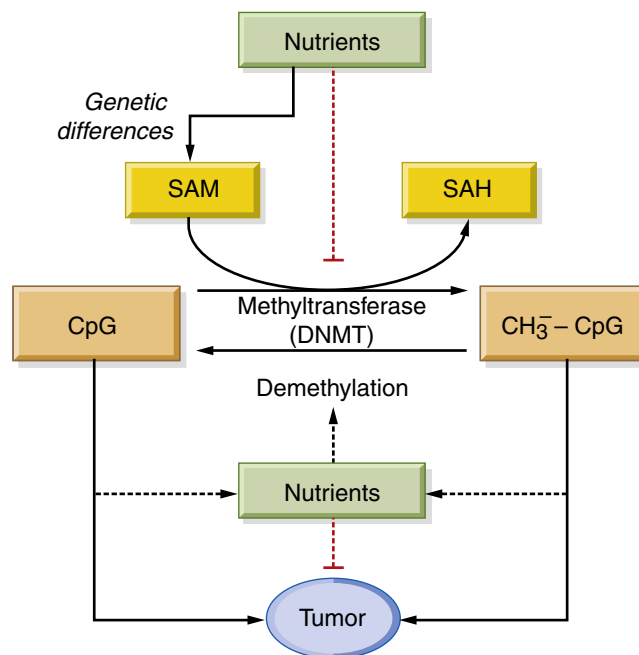 Nutrients
Genetic
differences
SAM
SAH
CpG
Methyltransferase
(DNMT)
CH₃⁻ – CpG
Demethylation
Nutrients
Tumor